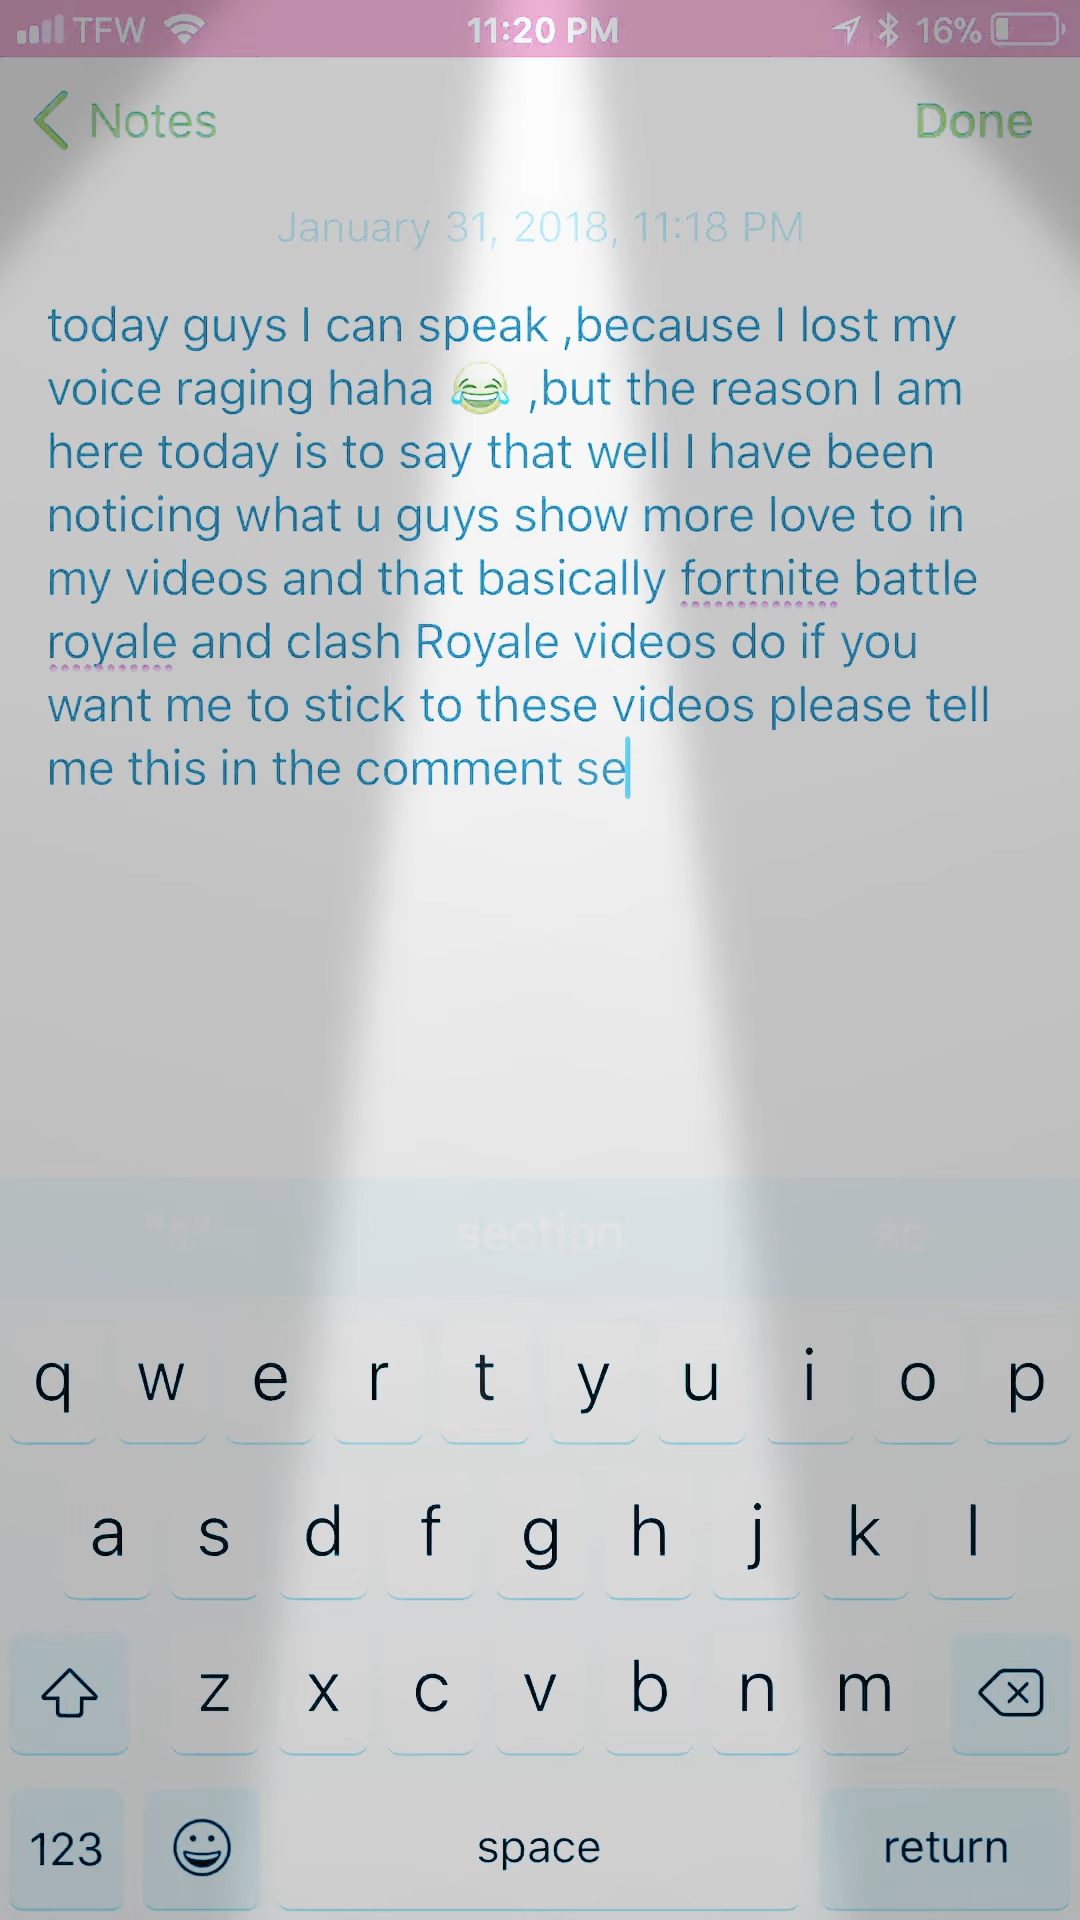 TFW 11:20 PM 16%
Notes Done
January 31, 2018, 11:18 PM
today guys I can speak ,because I lost my
voice raging haha 😂 ,but the reason I am
here today is to say that well I have been
noticing what u guys show more love to in
my videos and that basically fortnite battle
royale and clash Royale videos do if you
want me to stick to these videos please tell
me this in the comment se
"s" section so
q w e r t y u i o p
a s d f g h j k l
z x c v b n m
123 space return